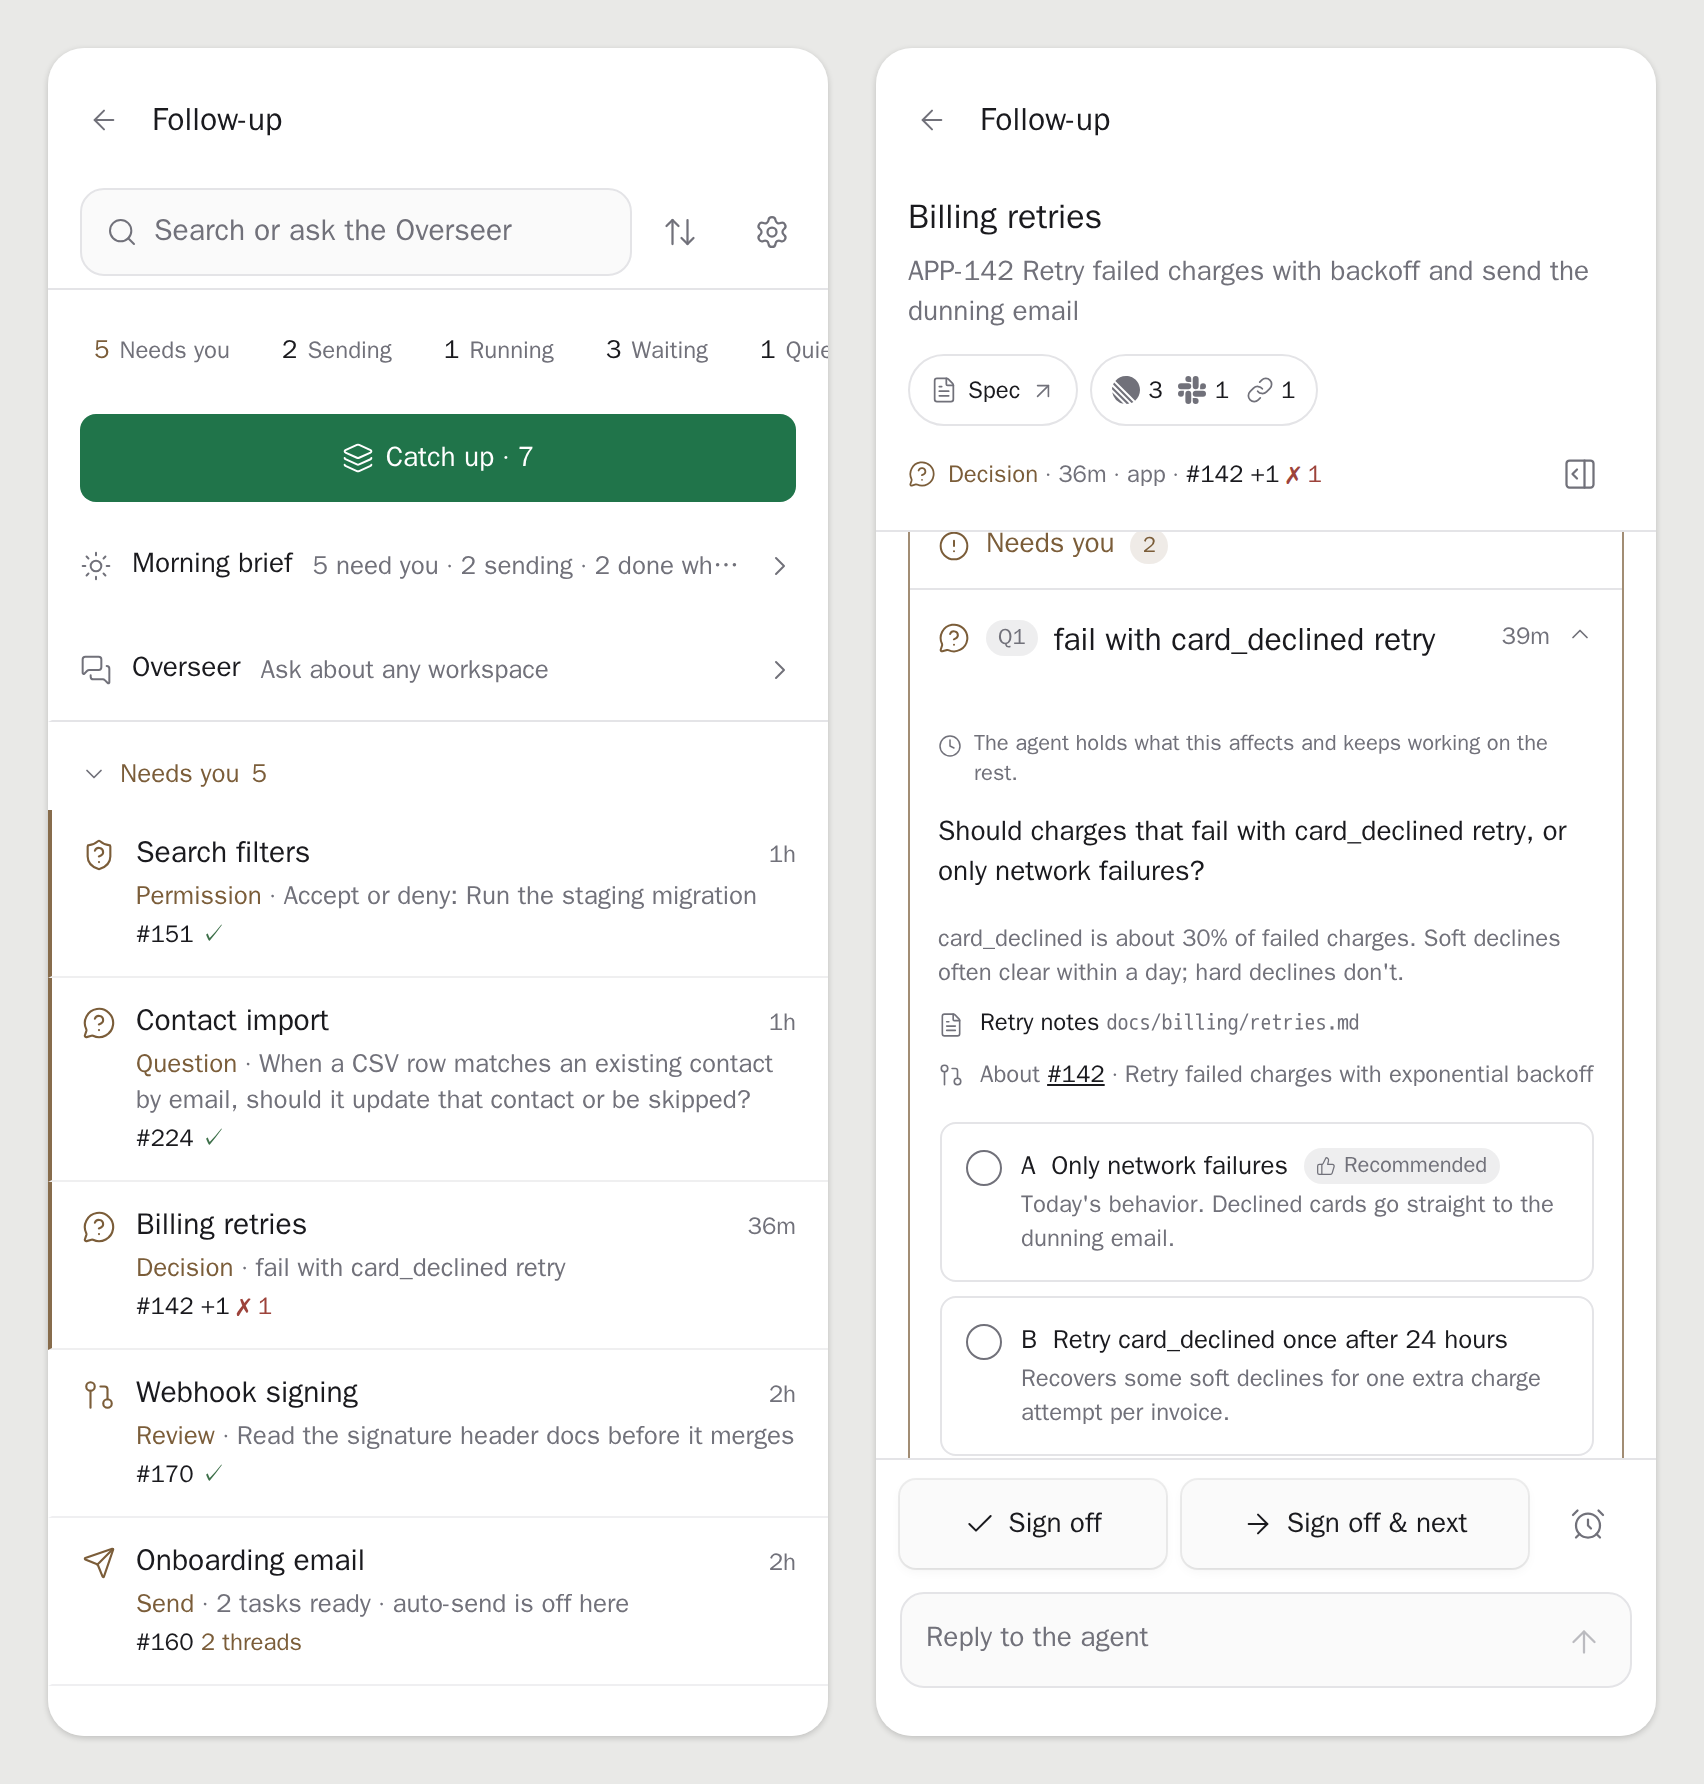 Follow-up
Search or ask the Overseer
5 Needs you 2 Sending 1 Running 3 Waiting 1 Quie
Catch up · 7
Morning brief 5 need you · 2 sending · 2 done wh···
Overseer Ask about any workspace
Needs you 5
Search filters 1h
Permission · Accept or deny: Run the staging migration
#151 ✓
Contact import 1h
Question · When a CSV row matches an existing contact
by email, should it update that contact or be skipped?
#224 ✓
Billing retries 36m
Decision · fail with card_declined retry
#142 +1 ✗ 1
Webhook signing 2h
Review · Read the signature header docs before it merges
#170 ✓
Onboarding email 2h
Send · 2 tasks ready · auto-send is off here
#160 2 threads
Follow-up
Billing retries
APP-142 Retry failed charges with backoff and send the
dunning email
Spec 3 1 1
Decision · 36m · app · #142 +1 ✗ 1
Needs you 2
Q1 fail with card_declined retry 39m
The agent holds what this affects and keeps working on the
rest.
Should charges that fail with card_declined retry, or
only network failures?
card_declined is about 30% of failed charges. Soft declines
often clear within a day; hard declines don't.
Retry notes docs/billing/retries.md
About #142 · Retry failed charges with exponential backoff
A Only network failures Recommended
Today's behavior. Declined cards go straight to the
dunning email.
B Retry card_declined once after 24 hours
Recovers some soft declines for one extra charge
attempt per invoice.
Sign off Sign off & next
Reply to the agent